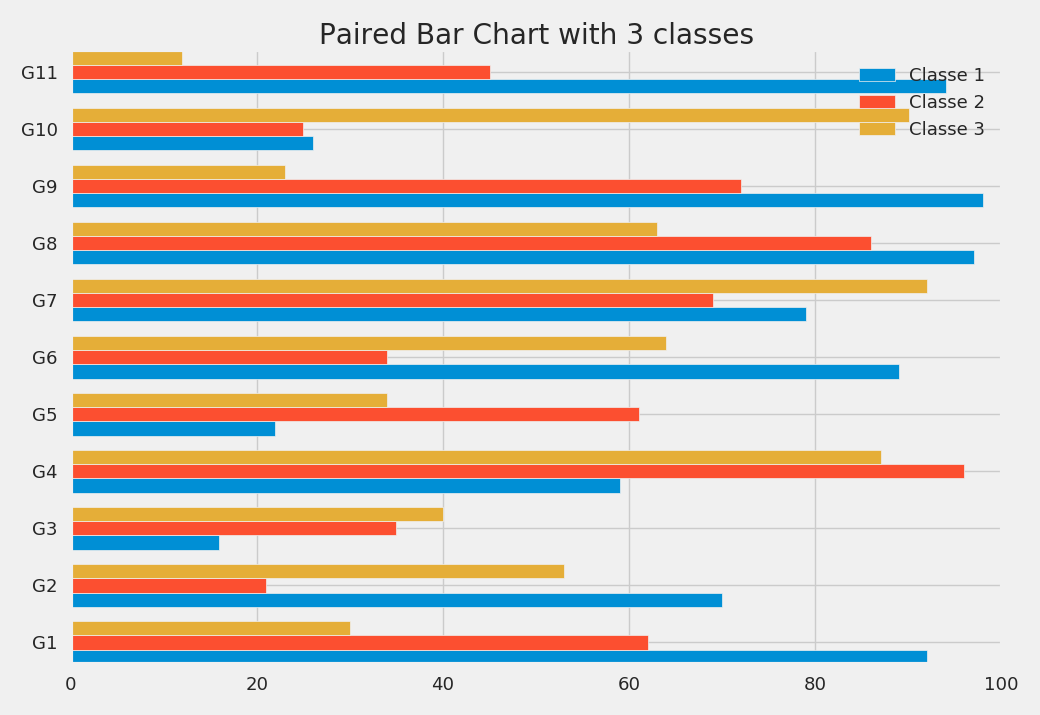 Paired Bar Chart with 3 classes
G11
Classe 1
Classe 2
G10
Classe 3
G9
G8
G7
G6
G5
G4
G3
G2
G1
0 20 40 60 80 100